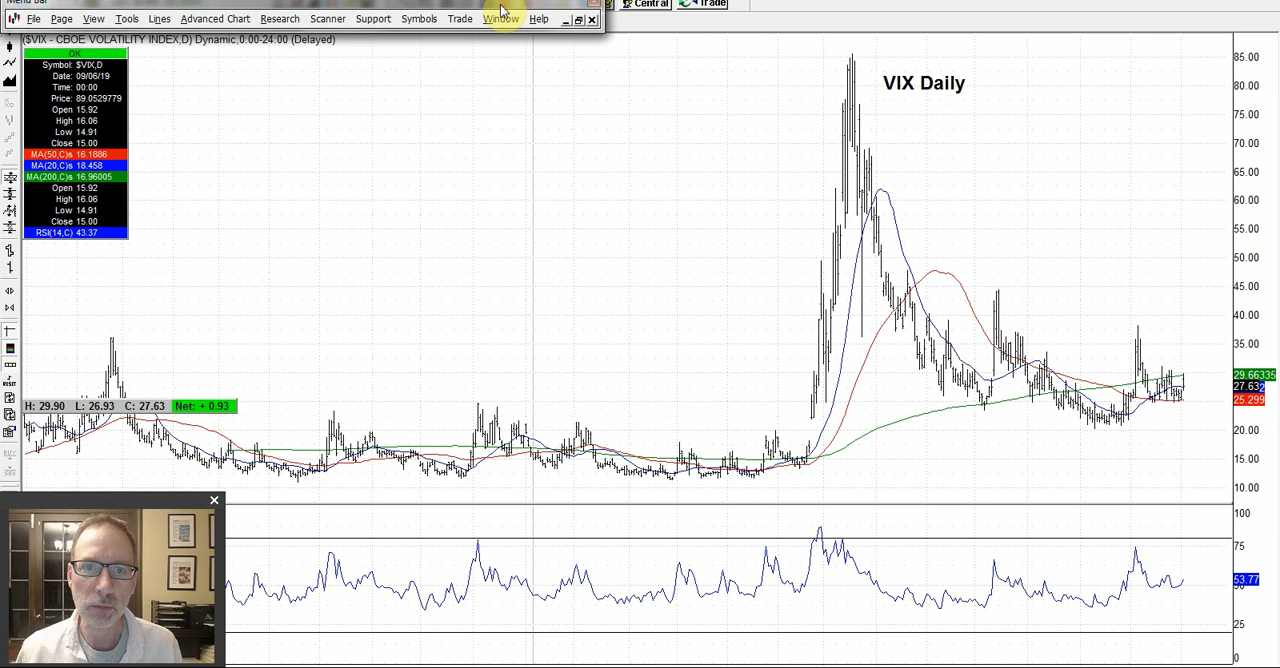 Menu Bar
Central
Trade
File Page View Tools Lines Advanced Chart Research Scanner Support Symbols Trade Window Help
($VIX - CBOE VOLATILITY INDEX,D) Dynamic,0:00-24:00 (Delayed)
OK
Symbol: $VIX,D
Date: 09/06/19
Time: 00:00
Price: 89.0529779
Open 15.92
High 16.06
Low 14.91
Close 15.00
MA(50,C)s 16.1886
MA(20,C)s 18.458
MA(200,C)s 16.96005
Open 15.92
High 16.06
Low 14.91
Close 15.00
RSI(14,C) 43.37
VIX Daily
85.00
80.00
75.00
70.00
65.00
60.00
55.00
50.00
45.00
40.00
35.00
29.66335
27.63
25.299
20.00
15.00
10.00
H: 29.90 L: 26.93 C: 27.63 Net: + 0.93
RESET
BUY
100
75
53.77
25
0